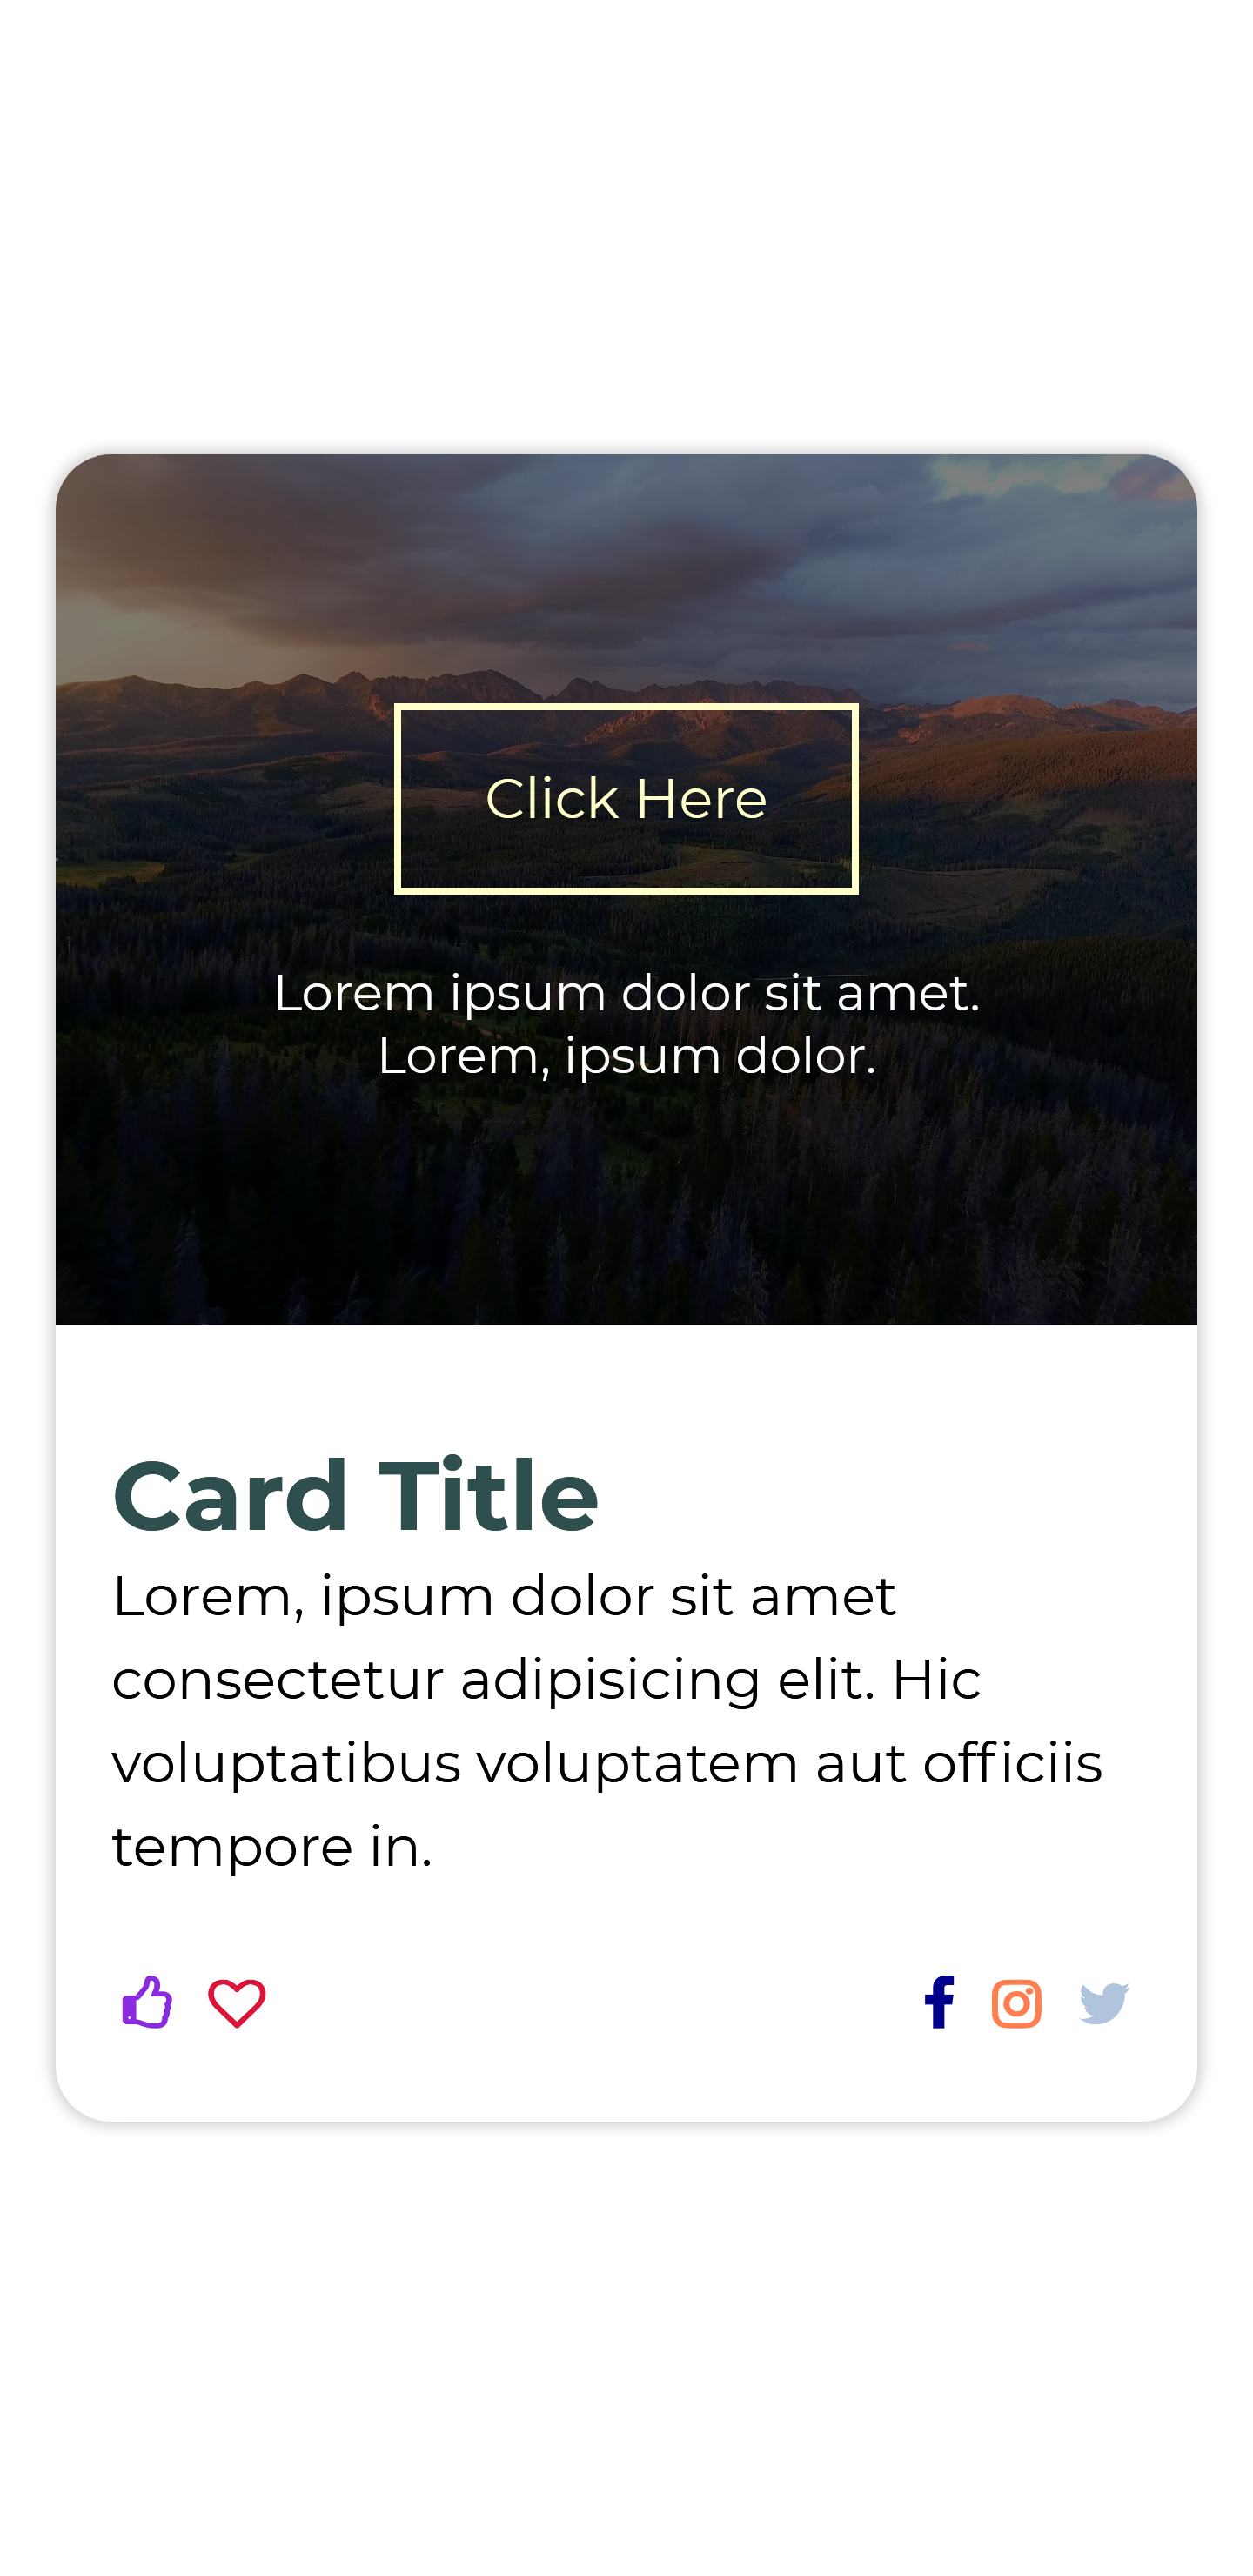 Click Here
Lorem ipsum dolor sit amet.
Lorem, ipsum dolor.
Card Title
Lorem, ipsum dolor sit amet
consectetur adipisicing elit. Hic
voluptatibus voluptatem aut officiis
tempore in.